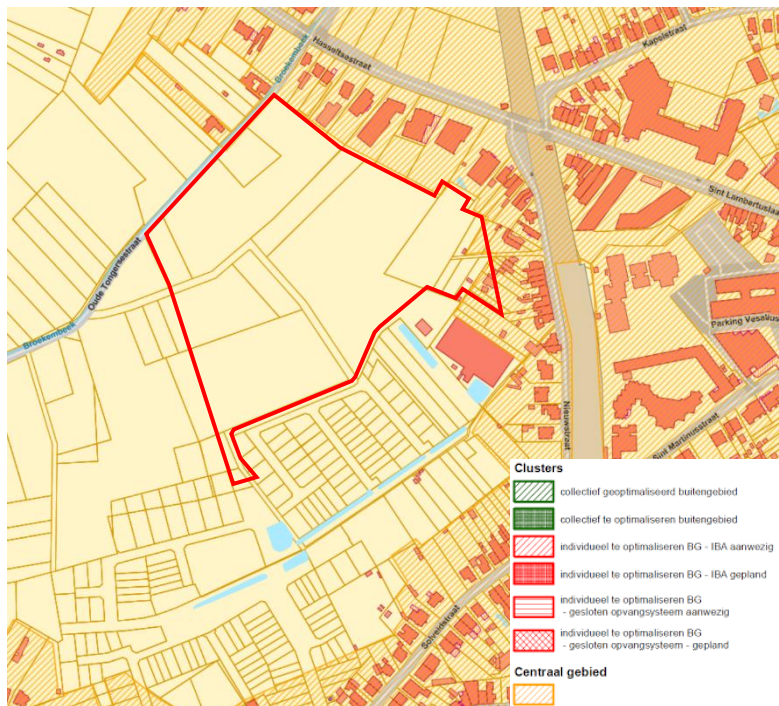 Broekembeek
Hasseltsestraat
Kapelstraat
Sint Lambertuslaa
Oude Tongersestraat
Broekembeek
Parking Vesalius
Nieuwstraat
Sint Martinusstraat
Solveldstraat
Clusters
collectief geoptimaliseerd buitengebied
collectief te optimaliseren buitengebied
individueel te optimaliseren BG - IBA aanwezig
individueel te optimaliseren BG - IBA gepland
individueel te optimaliseren BG
- gesloten opvangsysteem aanwezig
individueel te optimaliseren BG
- gesloten opvangsysteem - gepland
Centraal gebied